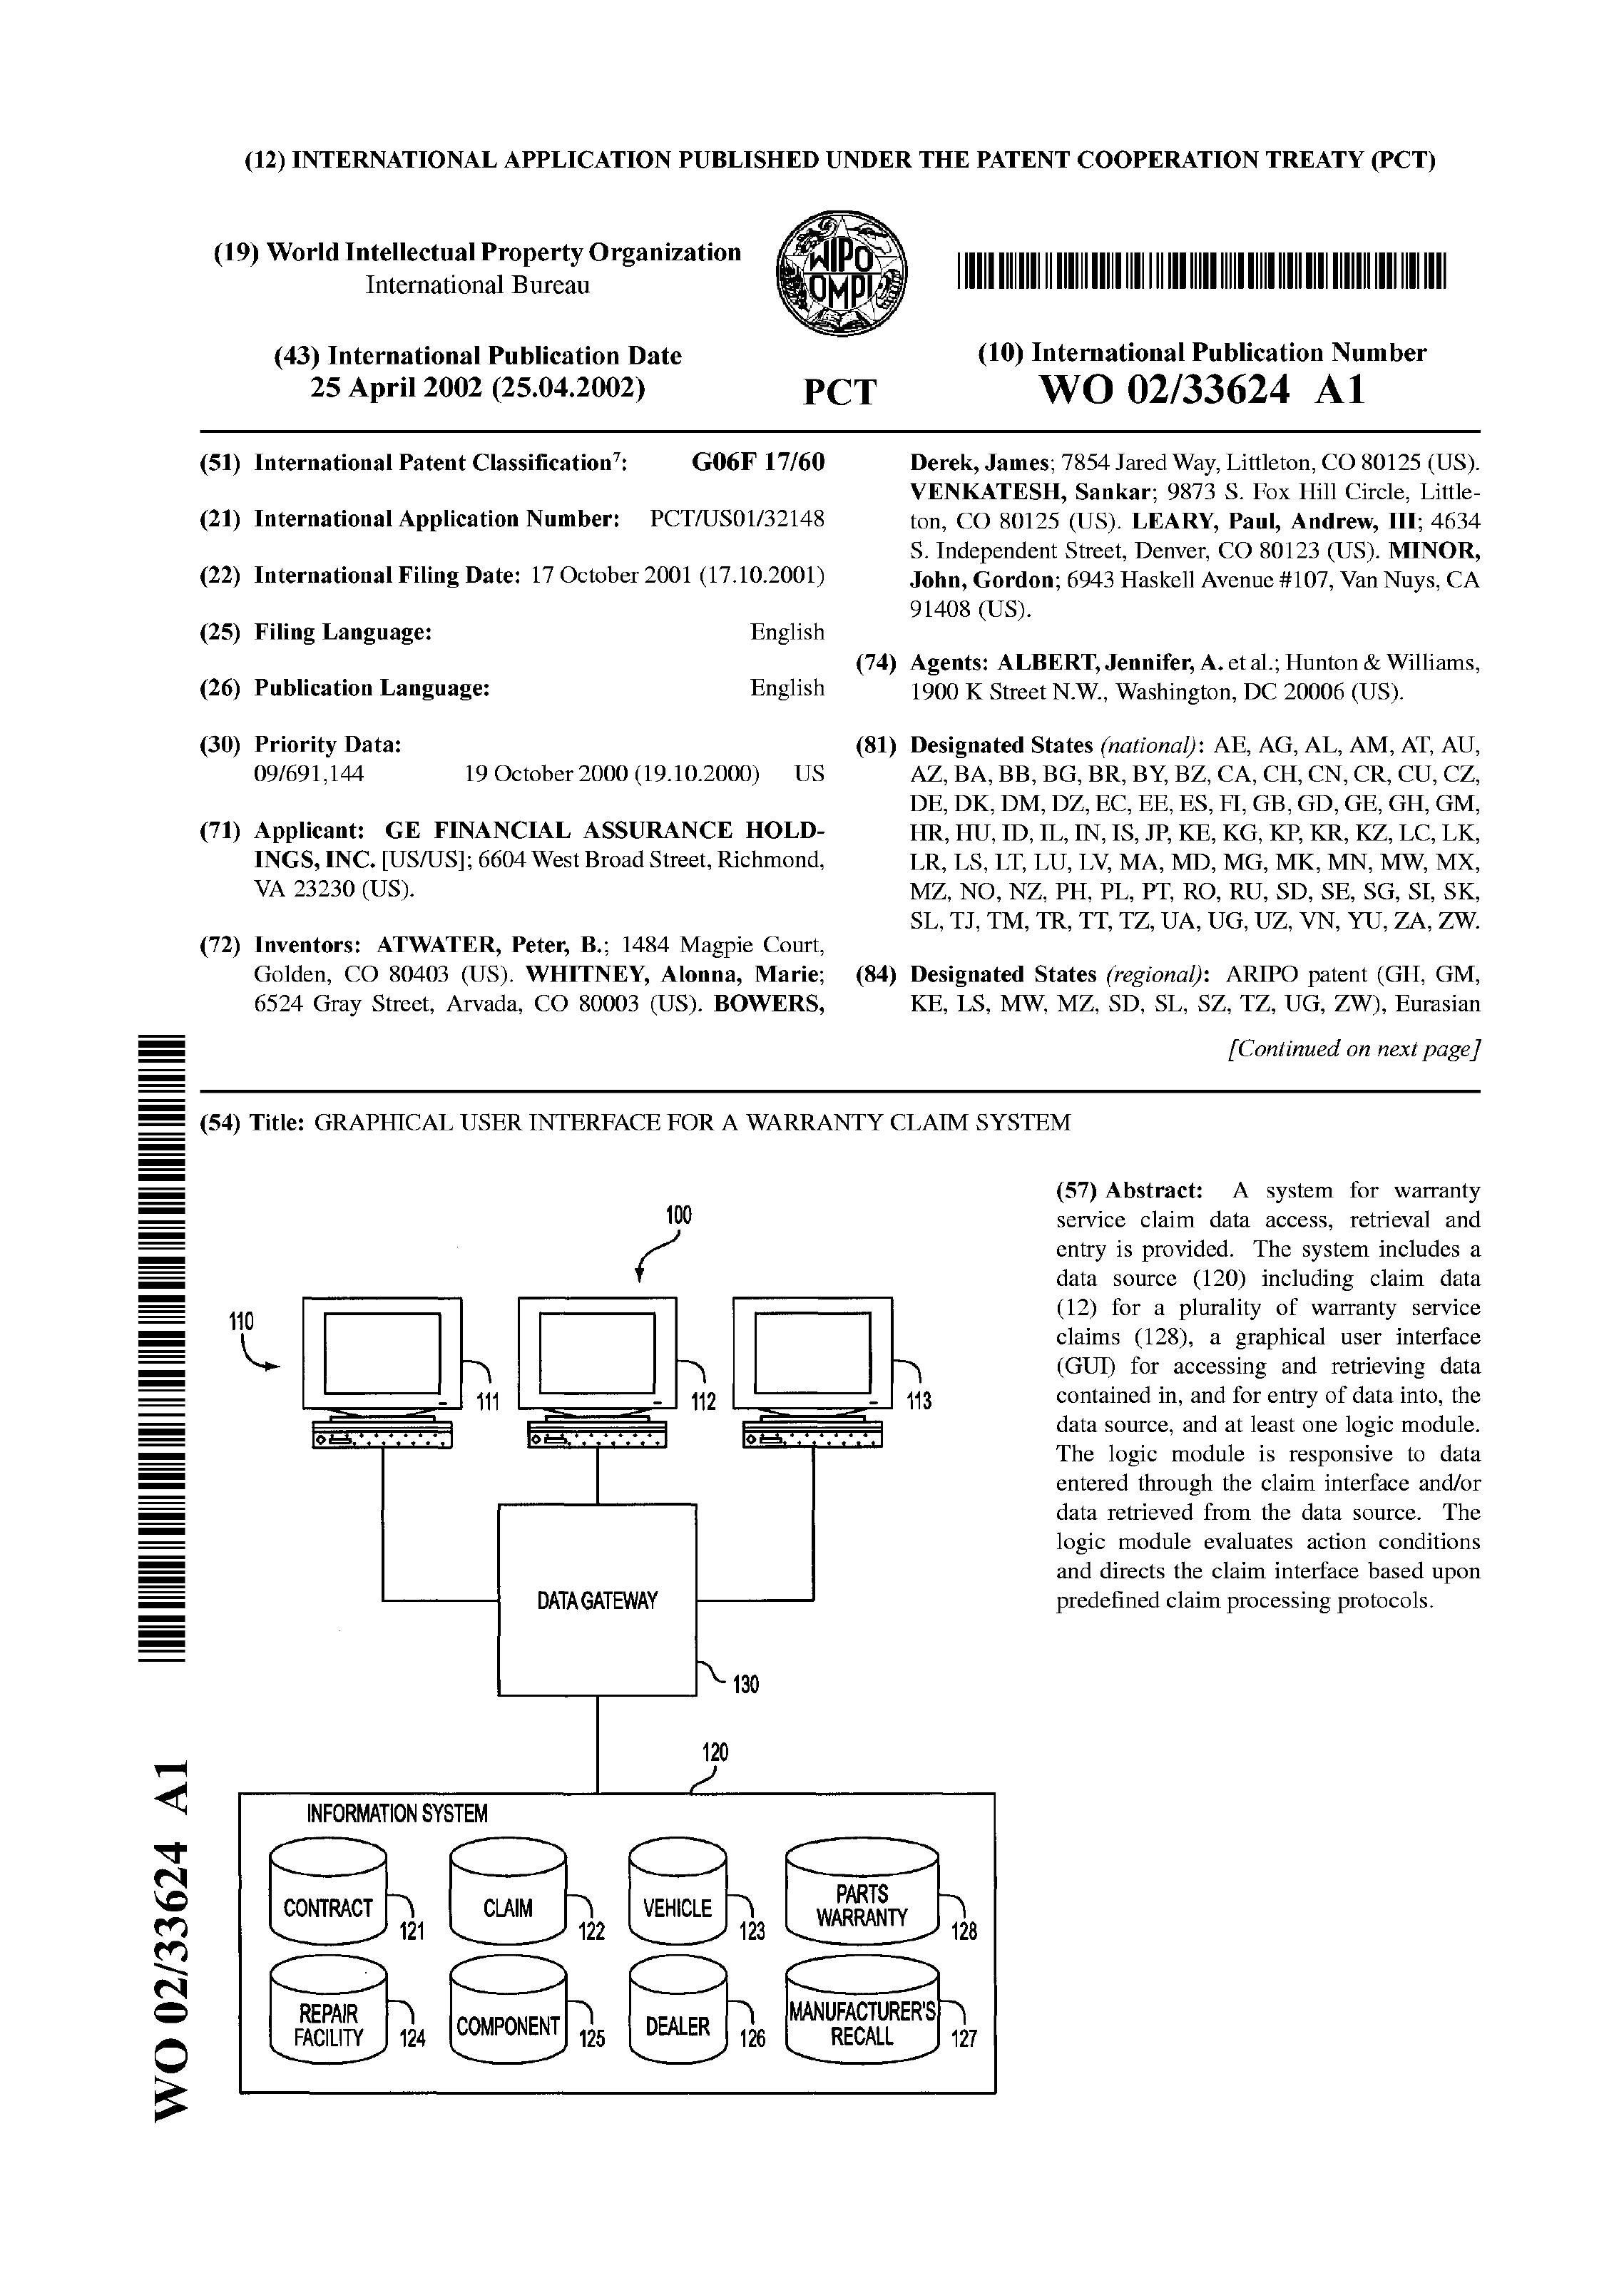 (12) INTERNATIONAL APPLICATION PUBLISHED UNDER THE PATENT COOPERATION TREATY (PCT)
(19) World Intellectual Property Organization
International Bureau
WIPO
OMPI
(43) International Publication Date
25 April 2002 (25.04.2002)
PCT
(10) International Publication Number
WO 02/33624 A1
(51) International Patent Classification7: G06F 17/60
(21) International Application Number: PCT/US01/32148
(22) International Filing Date: 17 October 2001 (17.10.2001)
(25) Filing Language: English
(26) Publication Language: English
(30) Priority Data:
09/691,144 19 October 2000 (19.10.2000) US
(71) Applicant: GE FINANCIAL ASSURANCE HOLD-
INGS, INC. [US/US]; 6604 West Broad Street, Richmond,
VA 23230 (US).
(72) Inventors: ATWATER, Peter, B.; 1484 Magpie Court,
Golden, CO 80403 (US). WHITNEY, Alonna, Marie;
6524 Gray Street, Arvada, CO 80003 (US). BOWERS,
Derek, James; 7854 Jared Way, Littleton, CO 80125 (US).
VENKATESH, Sankar; 9873 S. Fox Hill Circle, Little-
ton, CO 80125 (US). LEARY, Paul, Andrew, III; 4634
S. Independent Street, Denver, CO 80123 (US). MINOR,
John, Gordon; 6943 Haskell Avenue #107, Van Nuys, CA
91408 (US).
(74) Agents: ALBERT, Jennifer, A. et al.; Hunton & Williams,
1900 K Street N.W., Washington, DC 20006 (US).
(81) Designated States (national): AE, AG, AL, AM, AT, AU,
AZ, BA, BB, BG, BR, BY, BZ, CA, CH, CN, CR, CU, CZ,
DE, DK, DM, DZ, EC, EE, ES, FI, GB, GD, GE, GH, GM,
HR, HU, ID, IL, IN, IS, JP, KE, KG, KP, KR, KZ, LC, LK,
LR, LS, LT, LU, LV, MA, MD, MG, MK, MN, MW, MX,
MZ, NO, NZ, PH, PL, PT, RO, RU, SD, SE, SG, SI, SK,
SL, TJ, TM, TR, TT, TZ, UA, UG, UZ, VN, YU, ZA, ZW.
(84) Designated States (regional): ARIPO patent (GH, GM,
KE, LS, MW, MZ, SD, SL, SZ, TZ, UG, ZW), Eurasian
[Continued on next page]
(54) Title: GRAPHICAL USER INTERFACE FOR A WARRANTY CLAIM SYSTEM
100
110
111
112
113
DATA GATEWAY
130
120
INFORMATION SYSTEM
CONTRACT
121
CLAIM
122
VEHICLE
123
PARTS
WARRANTY
128
REPAIR
FACILITY
124
COMPONENT
125
DEALER
126
MANUFACTURER'S
RECALL
127
(57) Abstract: A system for warranty
service claim data access, retrieval and
entry is provided. The system includes a
data source (120) including claim data
(12) for a plurality of warranty service
claims (128), a graphical user interface
(GUI) for accessing and retrieving data
contained in, and for entry of data into, the
data source, and at least one logic module.
The logic module is responsive to data
entered through the claim interface and/or
data retrieved from the data source. The
logic module evaluates action conditions
and directs the claim interface based upon
predefined claim processing protocols.
WO 02/33624 A1